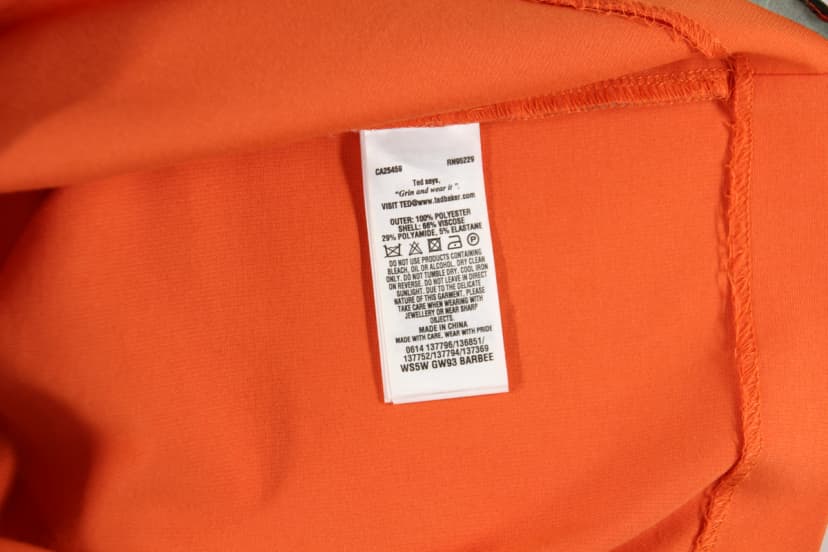 CA25459 RN95229
Ted says,
"Grin and wear it".
VISIT TED@www.tedbaker.com
OUTER: 100% POLYESTER
SHELL: 66% VISCOSE
29% POLYAMIDE, 5% ELASTANE
P
DO NOT USE PRODUCTS CONTAINING
BLEACH, OIL OR ALCOHOL. DRY CLEAN
ONLY. DO NOT TUMBLE DRY. COOL IRON
ON REVERSE. DO NOT LEAVE IN DIRECT
SUNLIGHT. DUE TO THE DELICATE
NATURE OF THIS GARMENT. PLEASE
TAKE CARE WHEN WEARING WITH
JEWELLERY OR WEAR SHARP
OBJECTS.
MADE IN CHINA
MADE WITH CARE, WEAR WITH PRIDE
0614 137796/136851/
137752/137794/137369
WS5W GW93 BARBEE